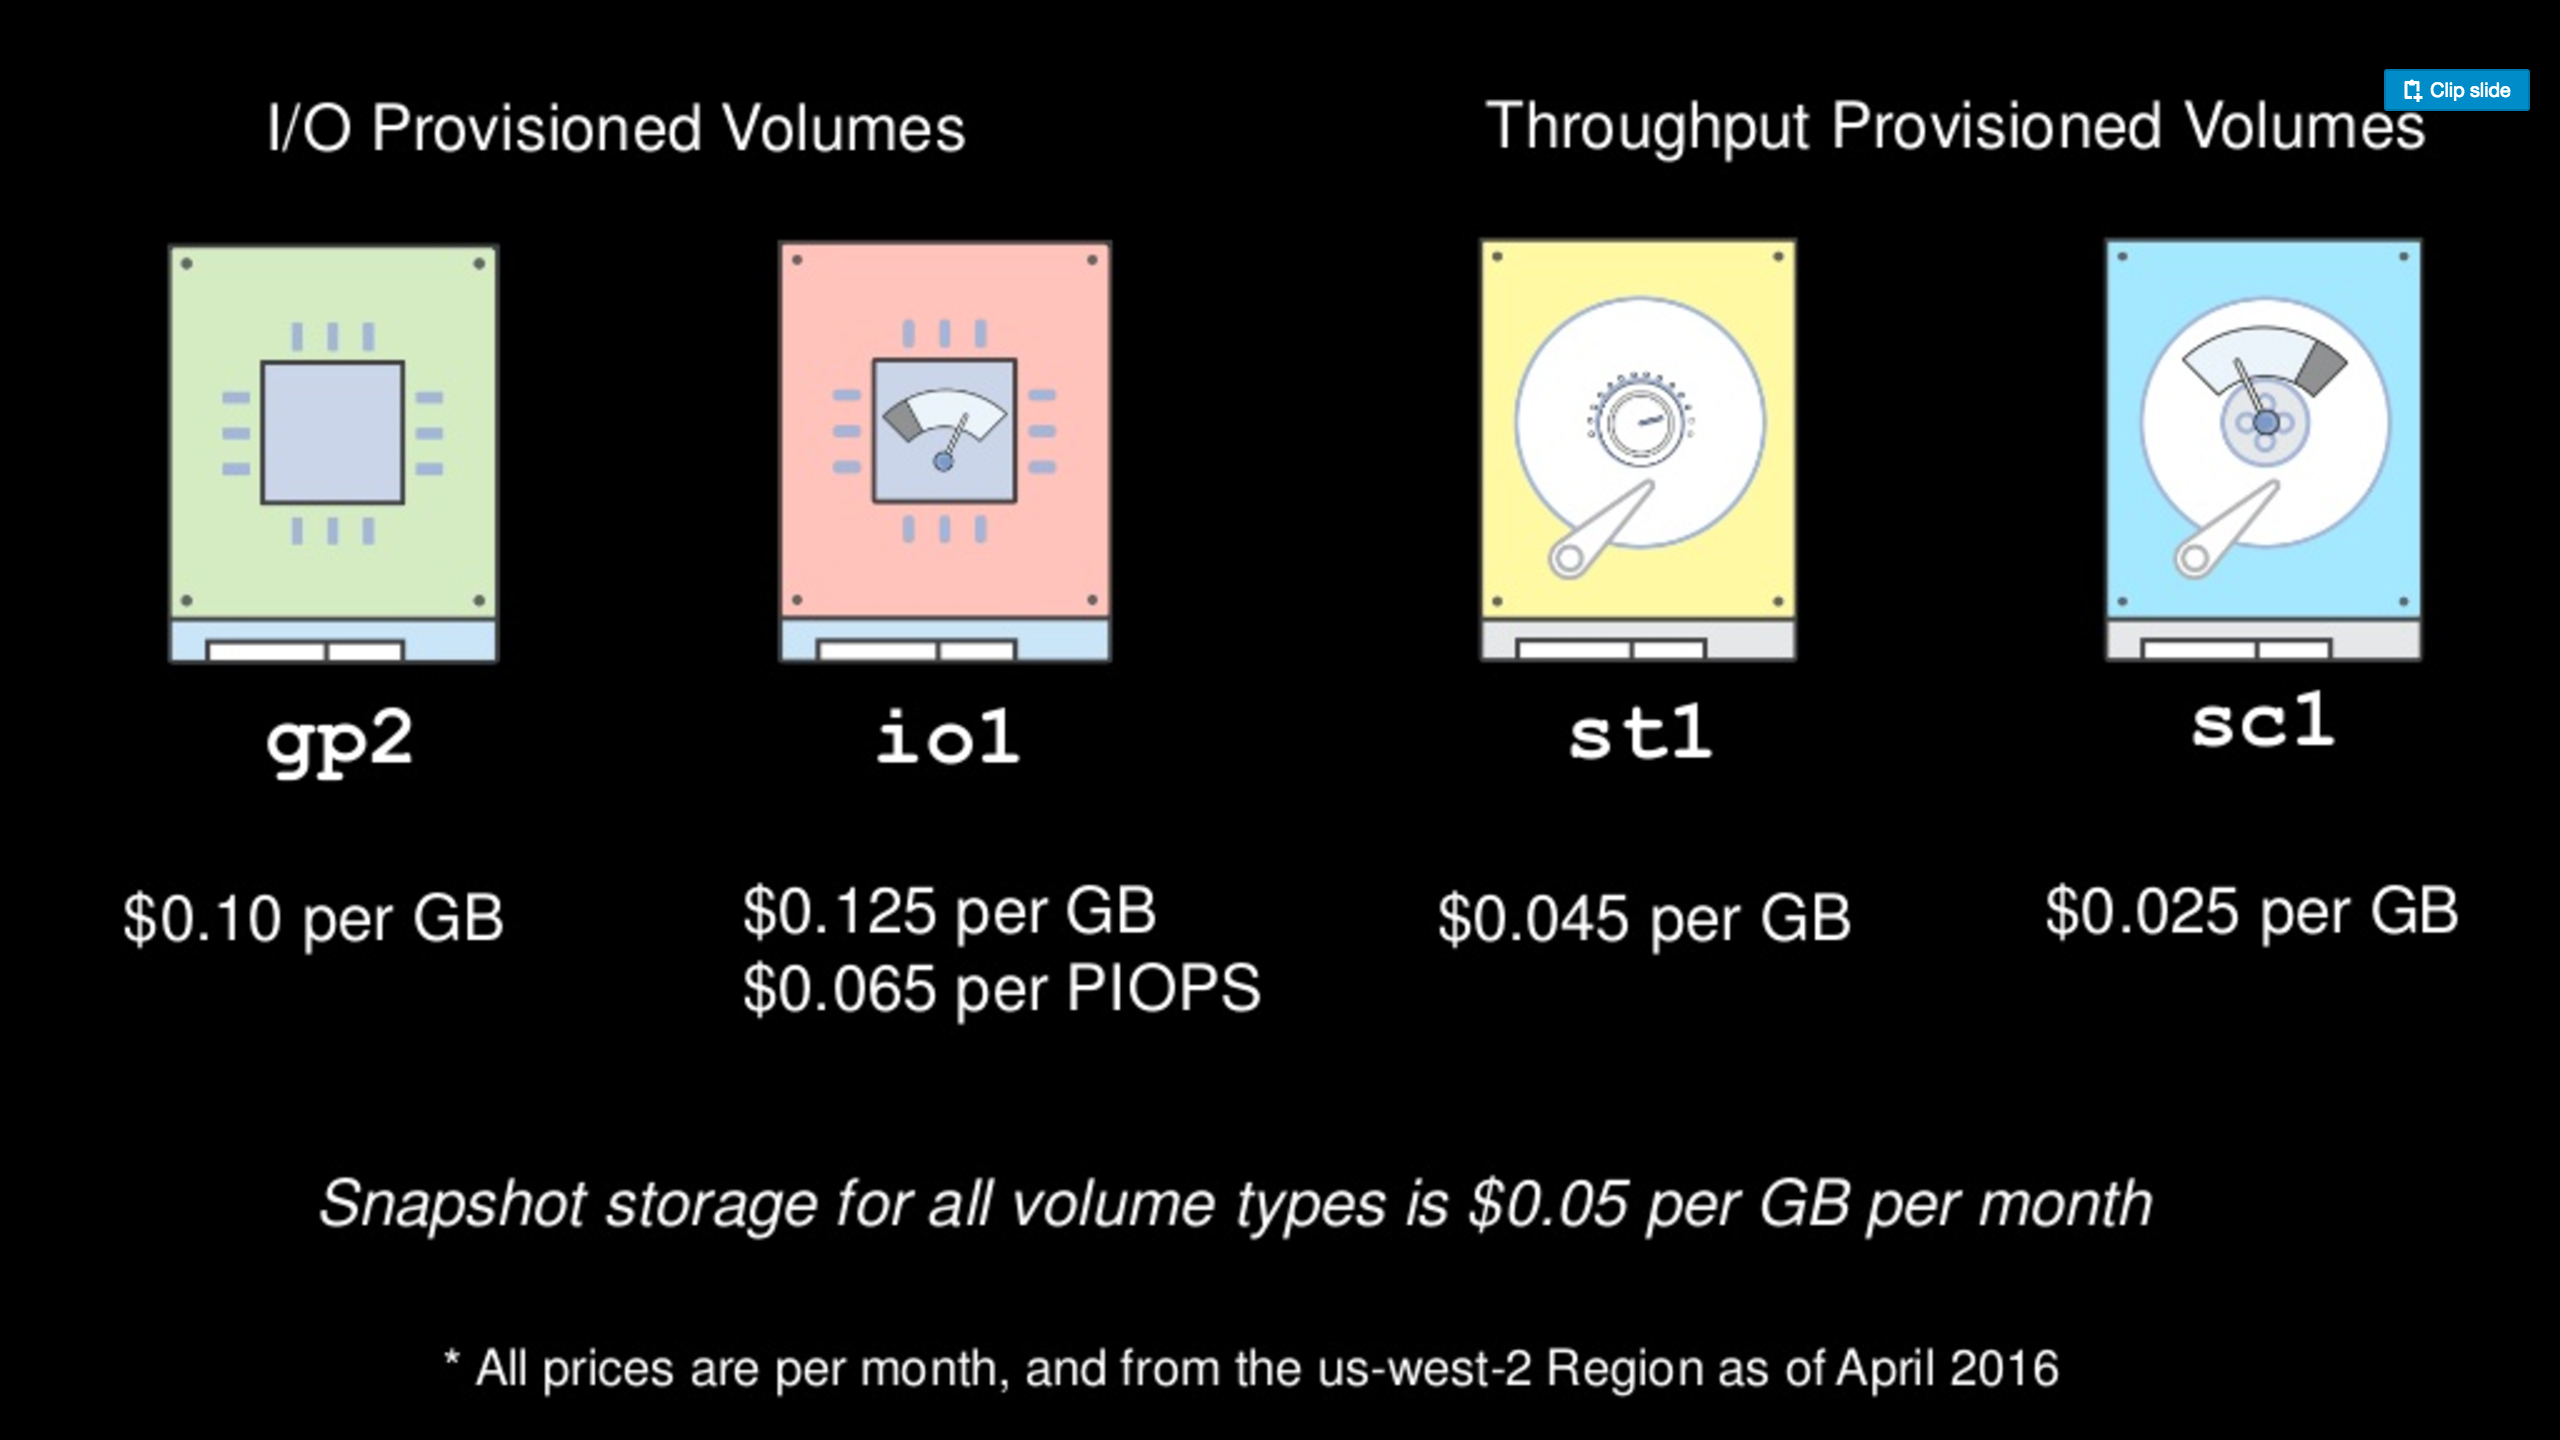 Clip slide
I/O Provisioned Volumes
Throughput Provisioned Volumes
gp2
io1
st1
sc1
$0.10 per GB
$0.125 per GB
$0.065 per PIOPS
$0.045 per GB
$0.025 per GB
Snapshot storage for all volume types is $0.05 per GB per month
* All prices are per month, and from the us-west-2 Region as of April 2016